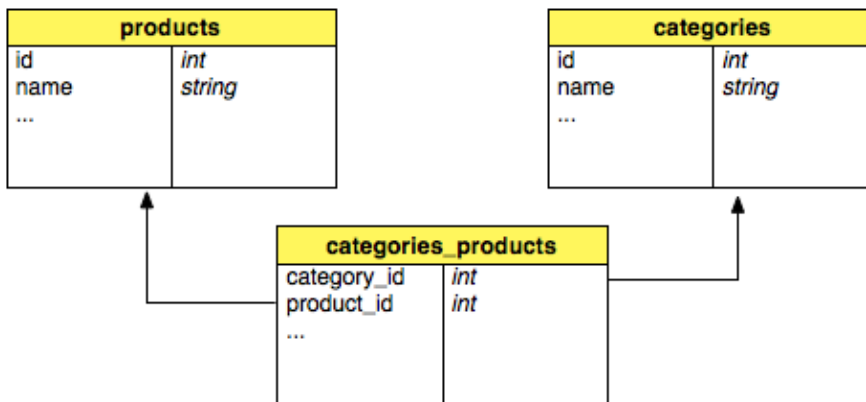 products
id int
name string
...
categories
id int
name string
...
categories_products
category_id int
product_id int
...